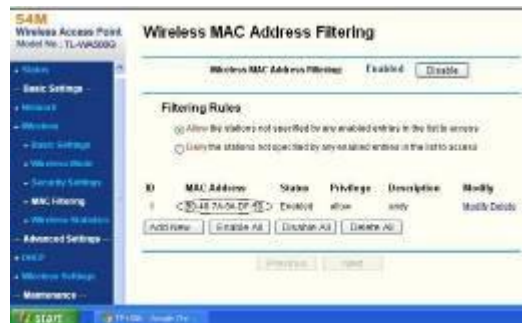 54M
Wireless Access Point
Model No.: TL-WA500G
Status
Basic Settings
Network
Wireless
Basic Settings
Wireless Mode
Security Settings
MAC Filtering
Wireless Statistics
Advanced Settings
DHCP
Wireless Settings
Maintenance
Wireless MAC Address Filtering
Wireless MAC Address Filtering: Enabled Disable
Filtering Rules
Allow the stations not specified by any enabled entries in the list to access
Deny the stations not specified by any enabled entries in the list to access
ID MAC Address Status Privilege Description Modify
1 Enabled allow andy Modify Delete
Add New... Enable All Disable All Delete All
Previous Next
start